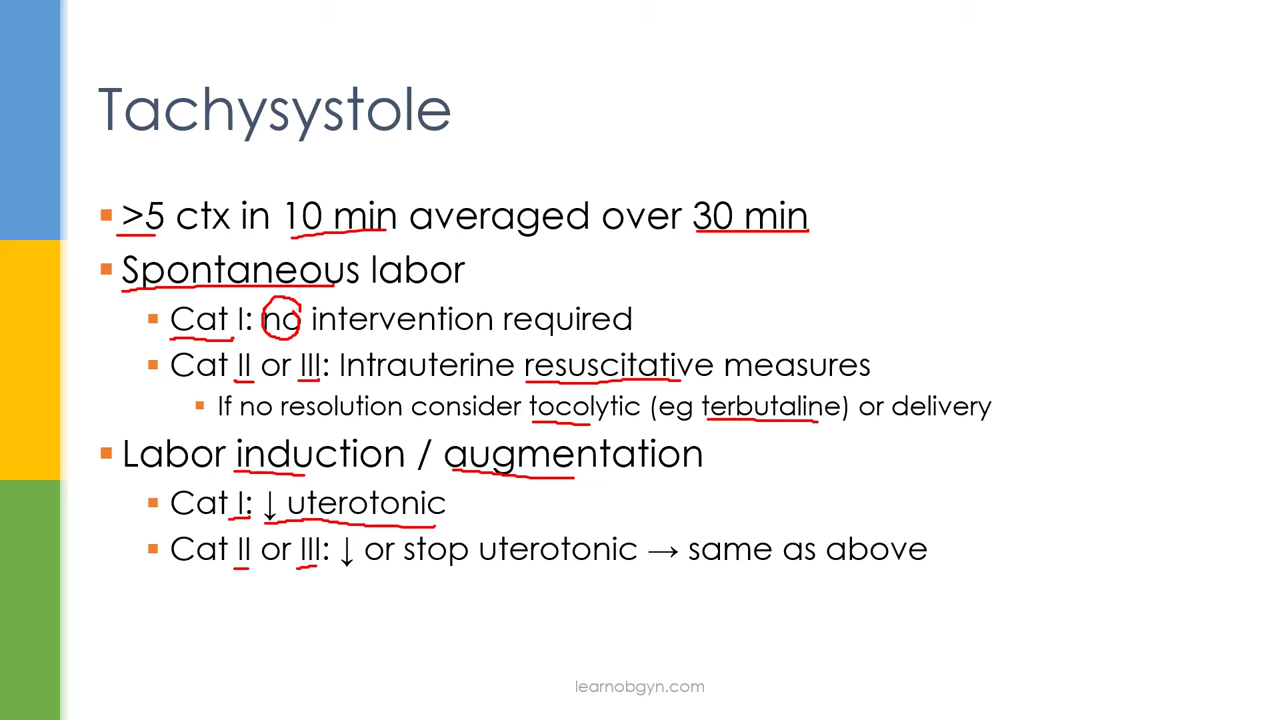 Tachysystole
>5 ctx in 10 min averaged over 30 min
Spontaneous labor
Cat I: no intervention required
Cat II or III: Intrauterine resuscitative measures
If no resolution consider tocolytic (eg terbutaline) or delivery
Labor induction / augmentation
Cat I: ↓ uterotonic
Cat II or III: ↓ or stop uterotonic → same as above
learnobgyn.com